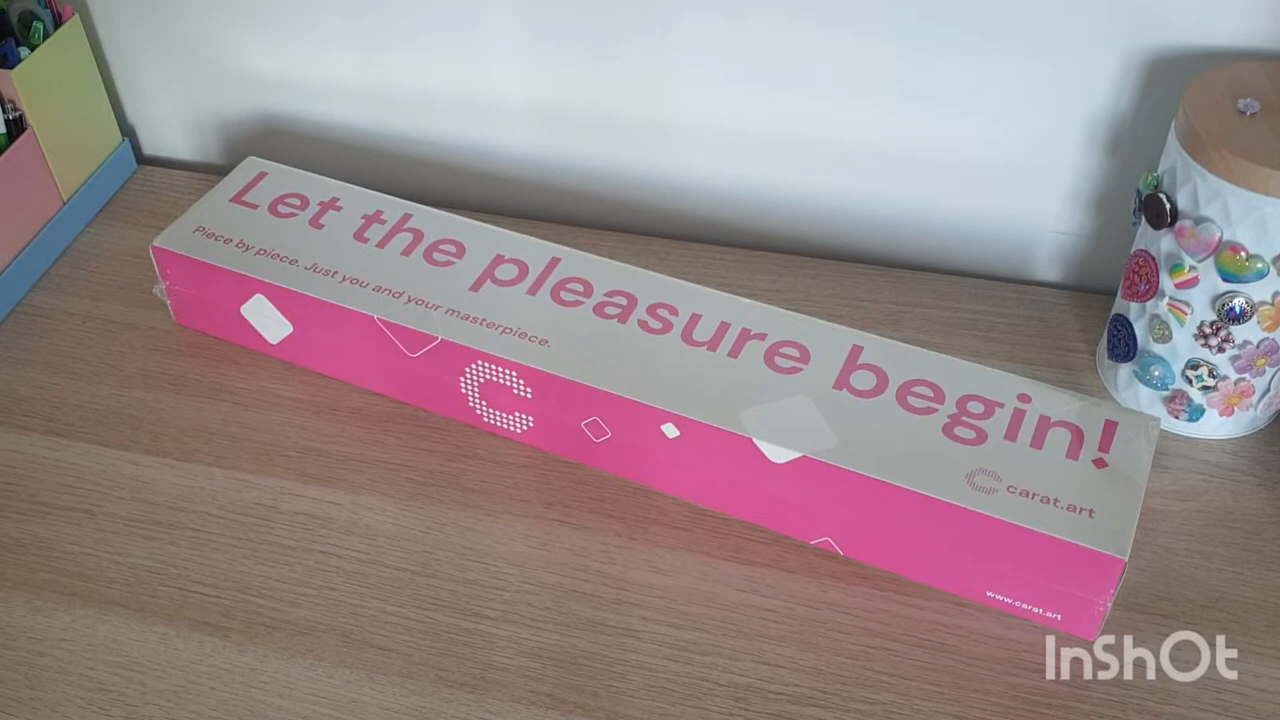 Let the pleasure begin!
Piece by piece. Just you and your masterpiece.
C
carat.art
www.carat.art
InShOt